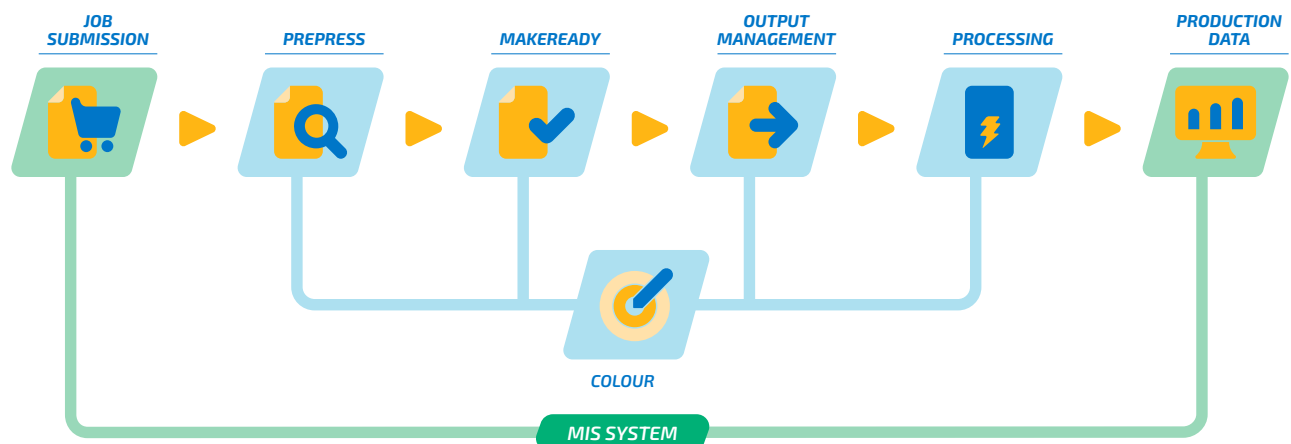 JOB
SUBMISSION
PREPRESS
MAKEREADY
OUTPUT
MANAGEMENT
PROCESSING
PRODUCTION
DATA
COLOUR
MIS SYSTEM